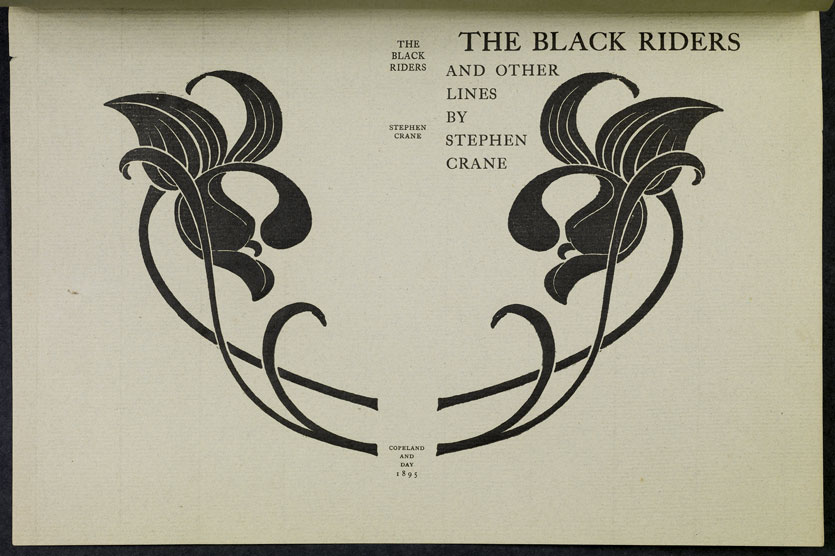 THE
BLACK
RIDERS
STEPHEN
CRANE
COPELAND
AND
DAY
1895
THE BLACK RIDERS
AND OTHER
LINES
BY
STEPHEN
CRANE